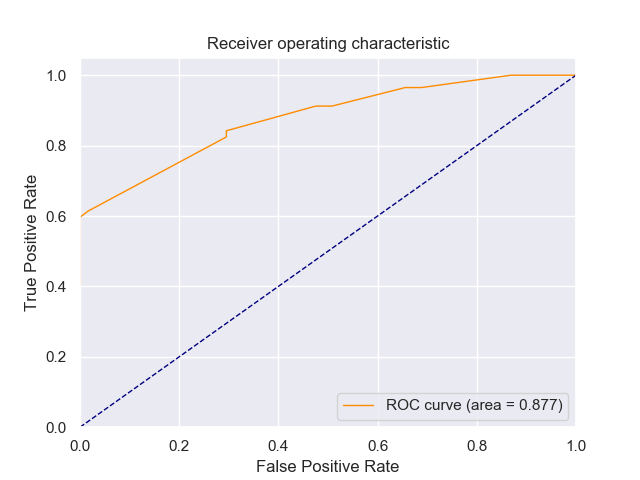 Receiver operating characteristic
True Positive Rate
1.0
0.8
0.6
0.4
0.2
0.0
ROC curve (area = 0.877)
0.0 0.2 0.4 0.6 0.8 1.0
False Positive Rate